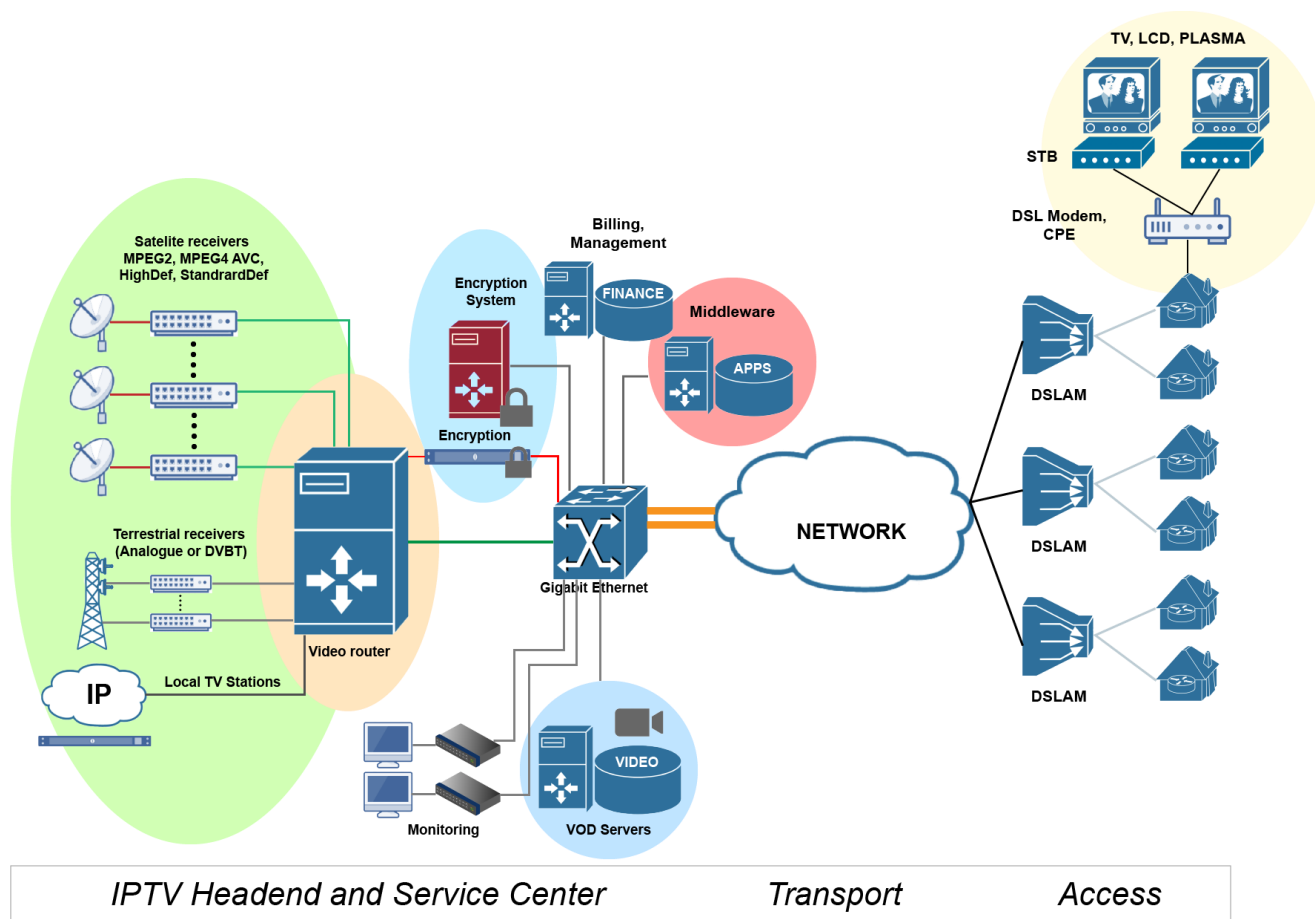 TV, LCD, PLASMA
STB
DSL Modem,
CPE
Billing,
Management
FINANCE
Satelite receivers
MPEG2, MPEG4 AVC,
HighDef, StandrardDef
Encryption
System
Middleware
APPS
DSLAM
Encryption
Terrestrial receivers
(Analogue or DVBT)
NETWORK
DSLAM
Gigabit Ethernet
Video router
Local TV Stations
IP
DSLAM
VIDEO
Monitoring
VOD Servers
IPTV Headend and Service Center
Transport
Access